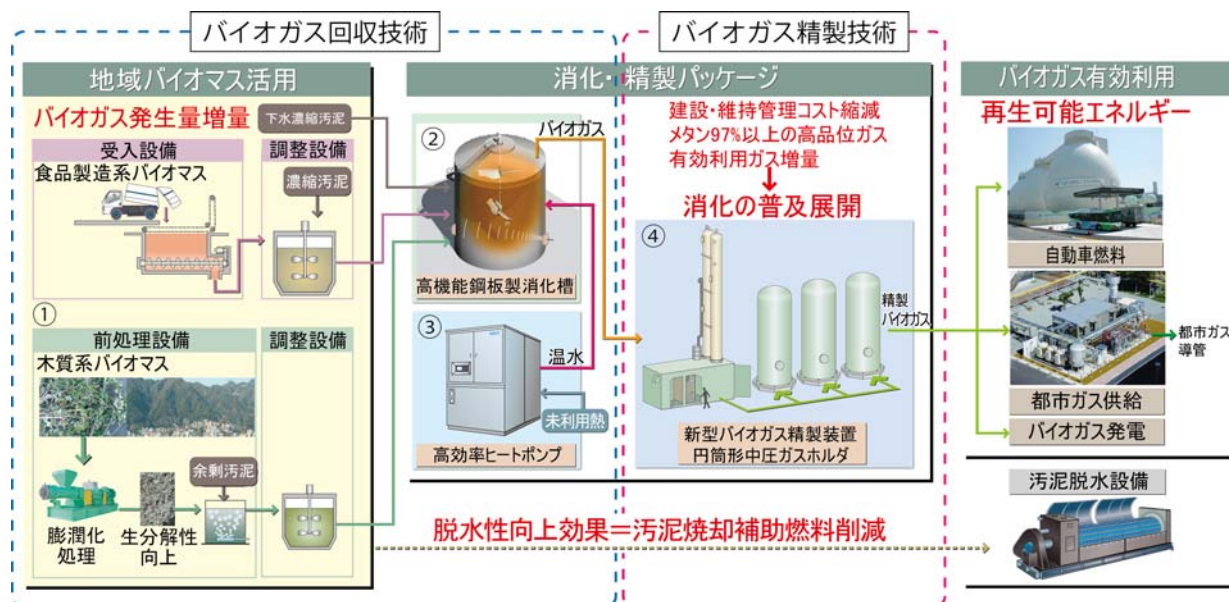 バイオガス回収技術
バイオガス精製技術
地域バイオマス活用
バイオガス発生量増量
受入設備
食品製造系バイオマス
調整設備
濃縮汚泥
①
前処理設備
木質系バイオマス
調整設備
余剰汚泥
膨潤化
処理
生分解性
向上
消化・精製パッケージ
下水濃縮汚泥
②
バイオガス
高機能鋼板製消化槽
③
温水
未利用熱
高効率ヒートポンプ
建設・維持管理コスト縮減
メタン97%以上の高品位ガス
有効利用ガス増量
消化の普及展開
④
新型バイオガス精製装置
円筒形中圧ガスホルダ
精製
バイオガス
バイオガス有効利用
再生可能エネルギー
自動車燃料
都市ガス
導管
都市ガス供給
バイオガス発電
汚泥脱水設備
脱水性向上効果=汚泥焼却補助燃料削減